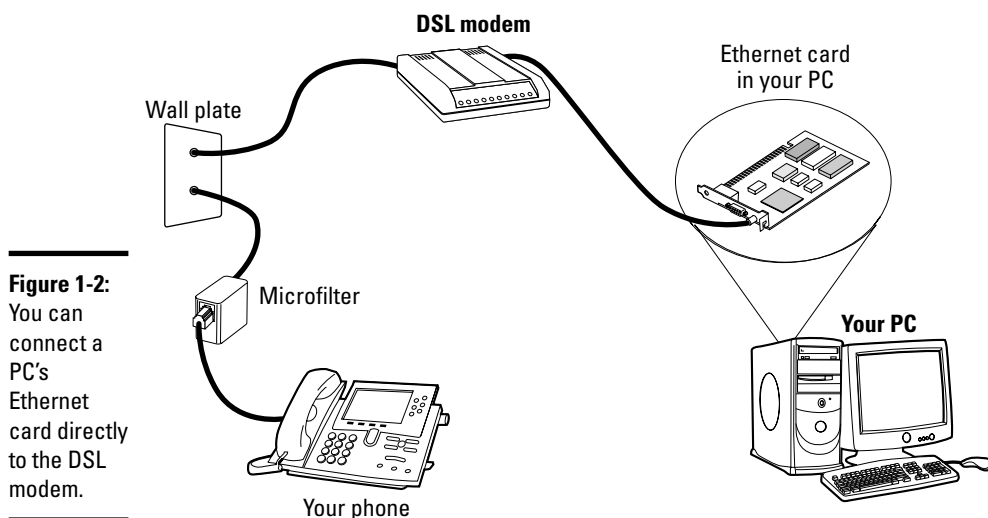 DSL modem
Ethernet card
in your PC
Wall plate
Microfilter
Figure 1-2:
You can
connect a
PC's
Ethernet
card directly
to the DSL
modem.
Your PC
Your phone